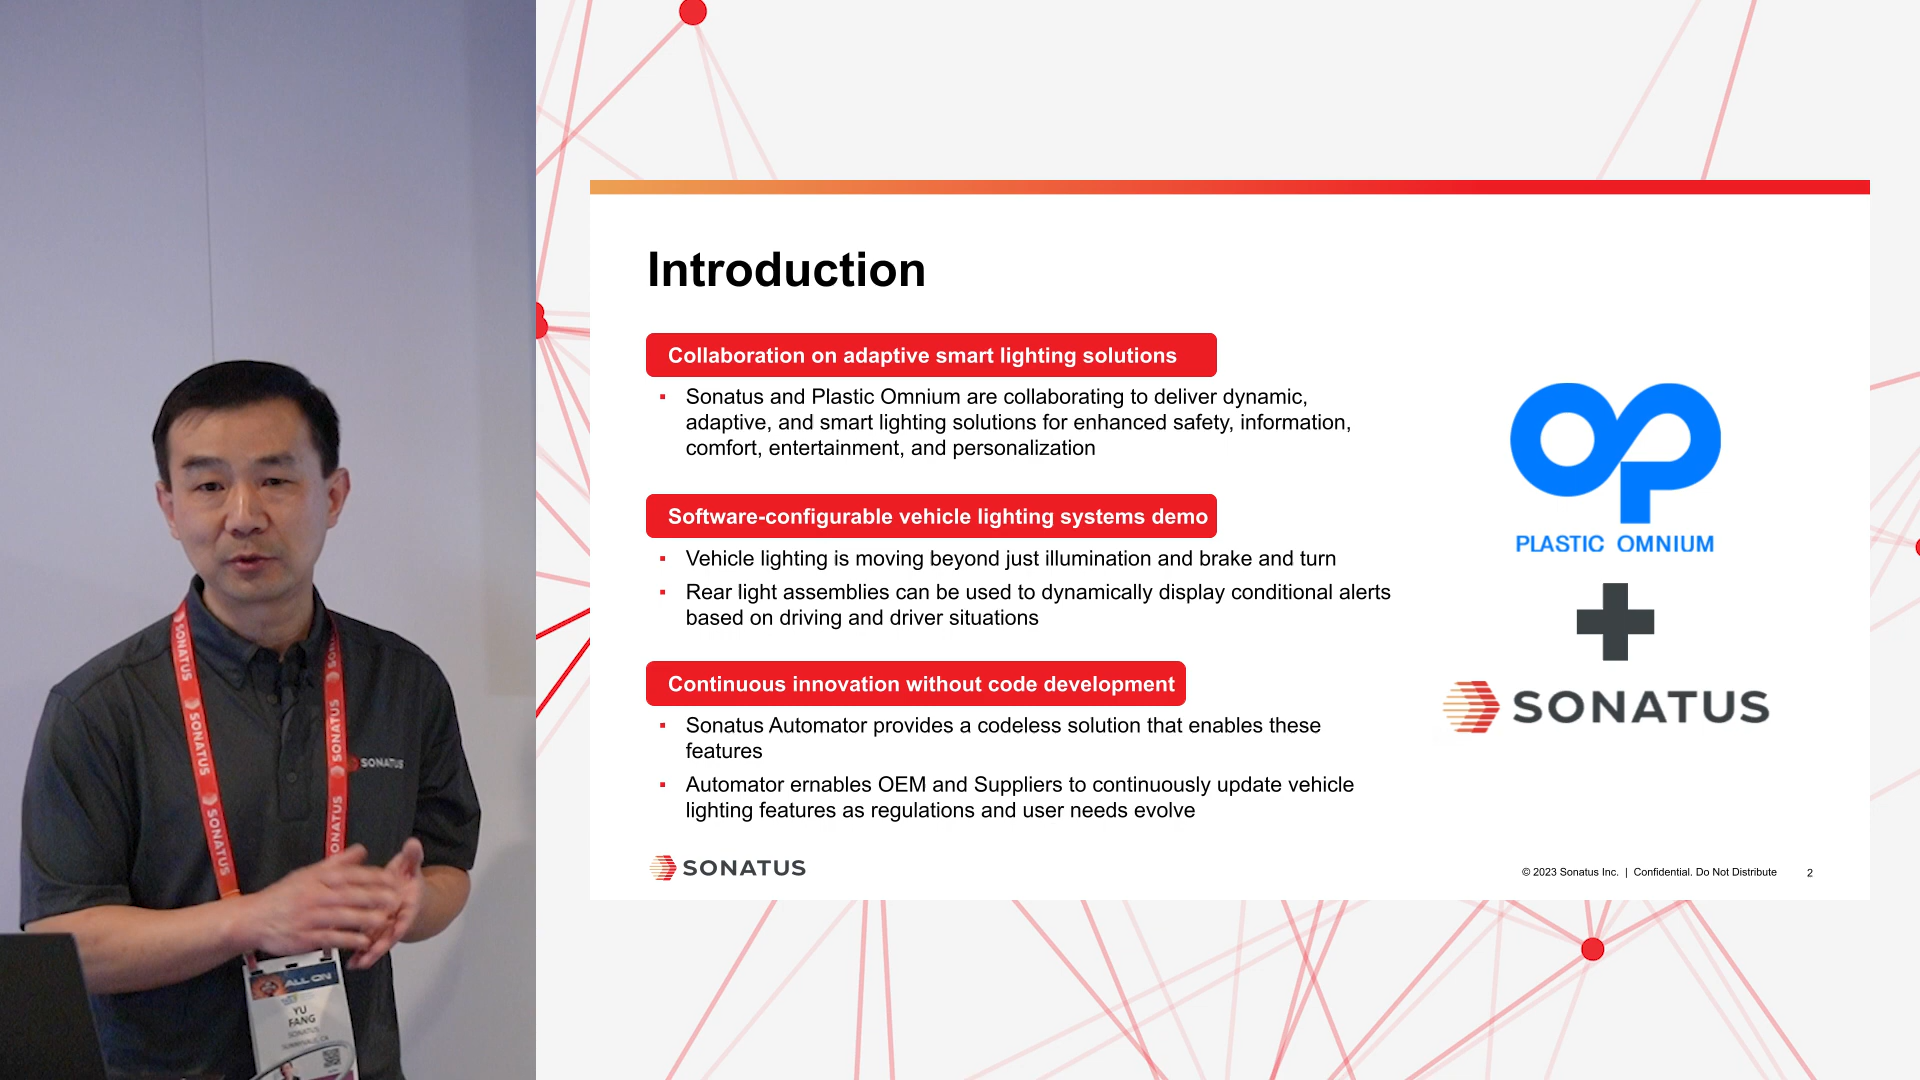 Introduction
Collaboration on adaptive smart lighting solutions
Sonatus and Plastic Omnium are collaborating to deliver dynamic,
adaptive, and smart lighting solutions for enhanced safety, information,
comfort, entertainment, and personalization
Software-configurable vehicle lighting systems demo
Vehicle lighting is moving beyond just illumination and brake and turn
Rear light assemblies can be used to dynamically display conditional alerts
based on driving and driver situations
Continuous innovation without code development
Sonatus Automator provides a codeless solution that enables these
features
Automator ernables OEM and Suppliers to continuously update vehicle
lighting features as regulations and user needs evolve
PLASTIC OMNIUM
SONATUS
SONATUS
© 2023 Sonatus Inc. | Confidential. Do Not Distribute 2
SONATUS
SONATUS
SONATUS
SONATUS
SONATUS
ALL ON
YU
FANG
SONATUS